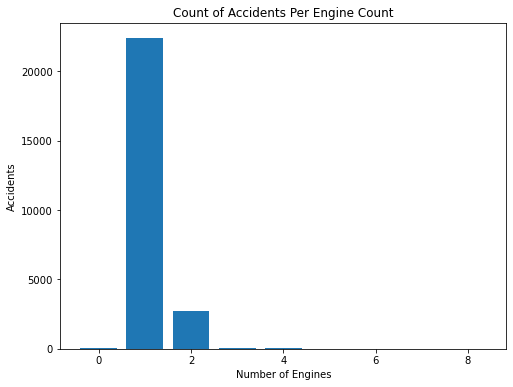 Count of Accidents Per Engine Count
20000
15000
10000
5000
0
Accidents
0 2 4 6 8
Number of Engines